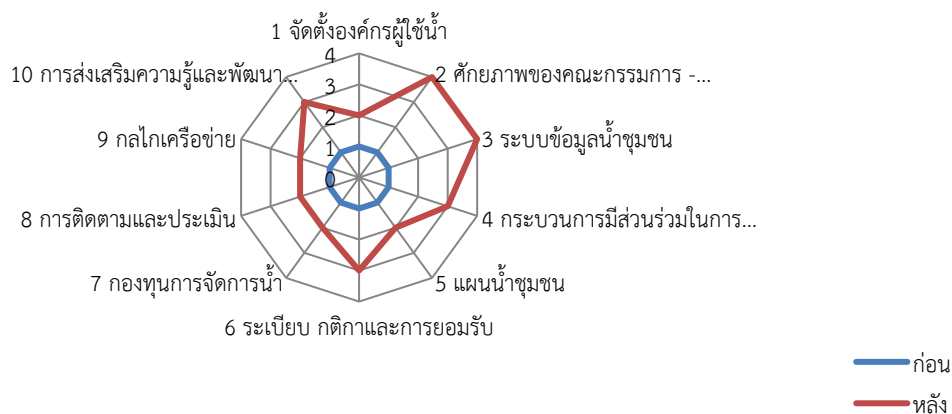 1 จัดตั้งองค์กรผู้ใช้น้ำ
2 ศักยภาพของคณะกรรมการ -...
3 ระบบข้อมูลน้ำชุมชน
4 กระบวนการมีส่วนร่วมในการ...
5 แผนน้ำชุมชน
6 ระเบียบ กติกาและการยอมรับ
7 กองทุนการจัดการน้ำ
8 การติดตามและประเมิน
9 กลไกเครือข่าย
10 การส่งเสริมความรู้และพัฒนา...
4
3
2
1
0
ก่อน
หลัง